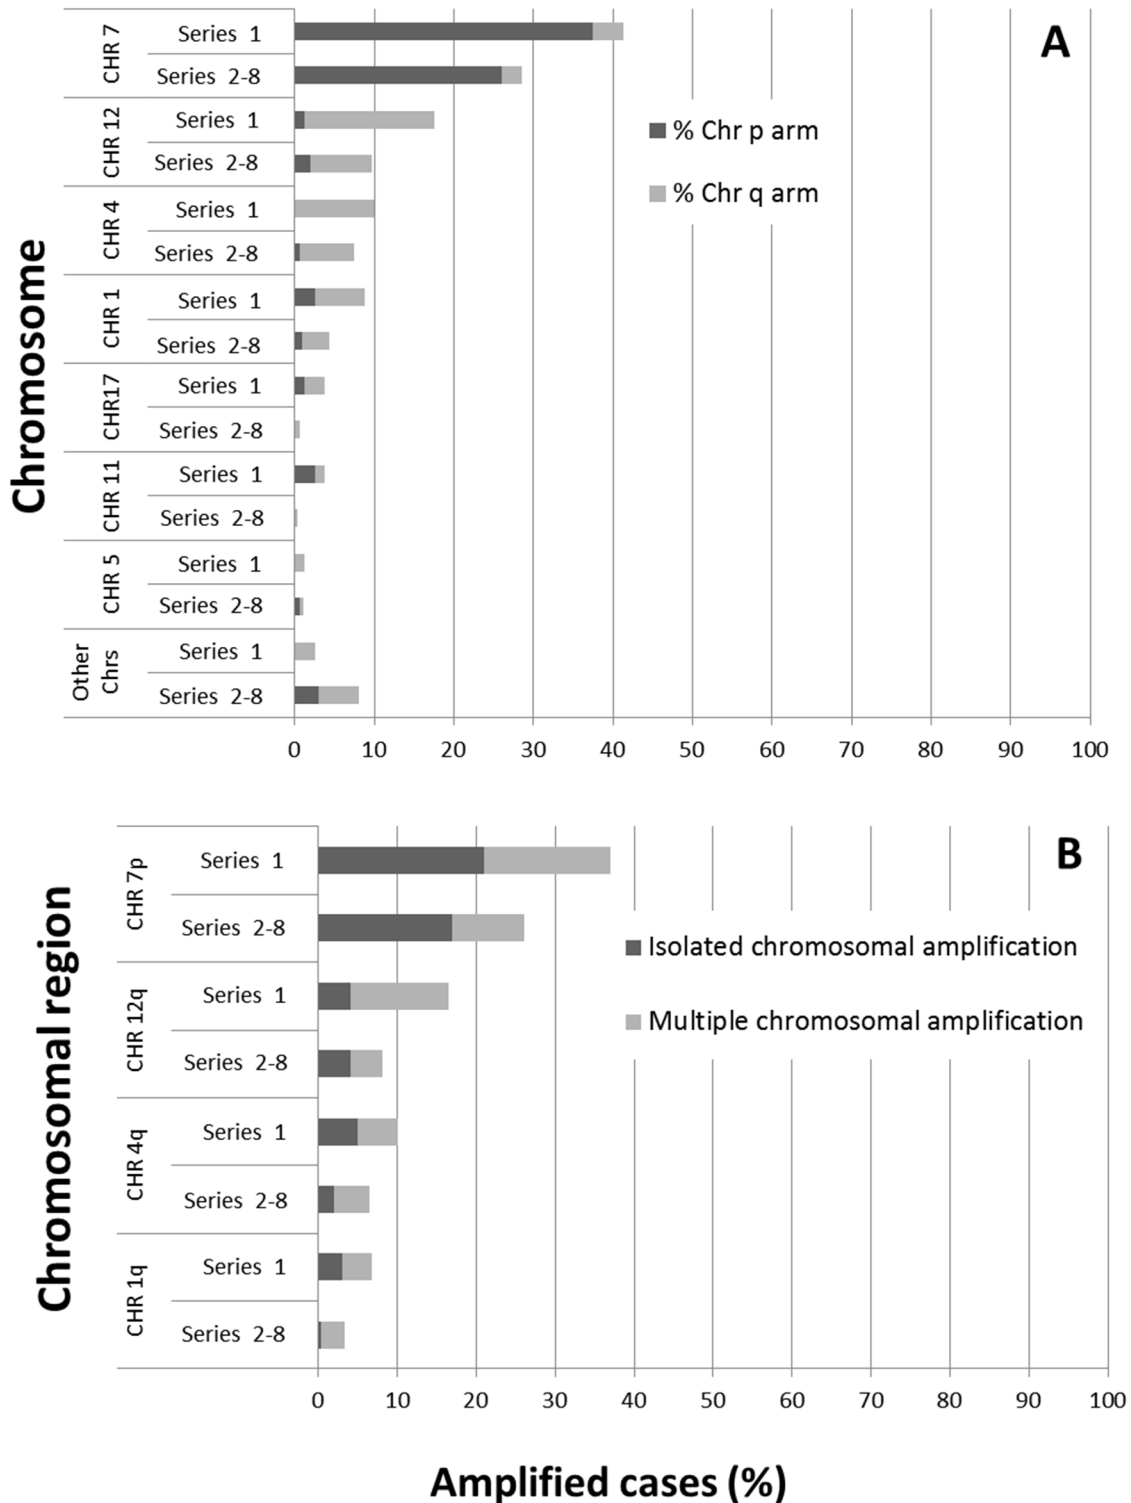 A
Chromosome
CHR 7
Series 1
Series 2-8
CHR 12
Series 1
Series 2-8
CHR 4
Series 1
Series 2-8
CHR 1
Series 1
Series 2-8
CHR17
Series 1
Series 2-8
CHR 11
Series 1
Series 2-8
CHR 5
Series 1
Series 2-8
Other
Chrs
Series 1
Series 2-8
% Chr p arm
% Chr q arm
0 10 20 30 40 50 60 70 80 90 100
B
Chromosomal region
CHR 7p
Series 1
Series 2-8
CHR 12q
Series 1
Series 2-8
CHR 4q
Series 1
Series 2-8
CHR 1q
Series 1
Series 2-8
Isolated chromosomal amplification
Multiple chromosomal amplification
0 10 20 30 40 50 60 70 80 90 100
Amplified cases (%)